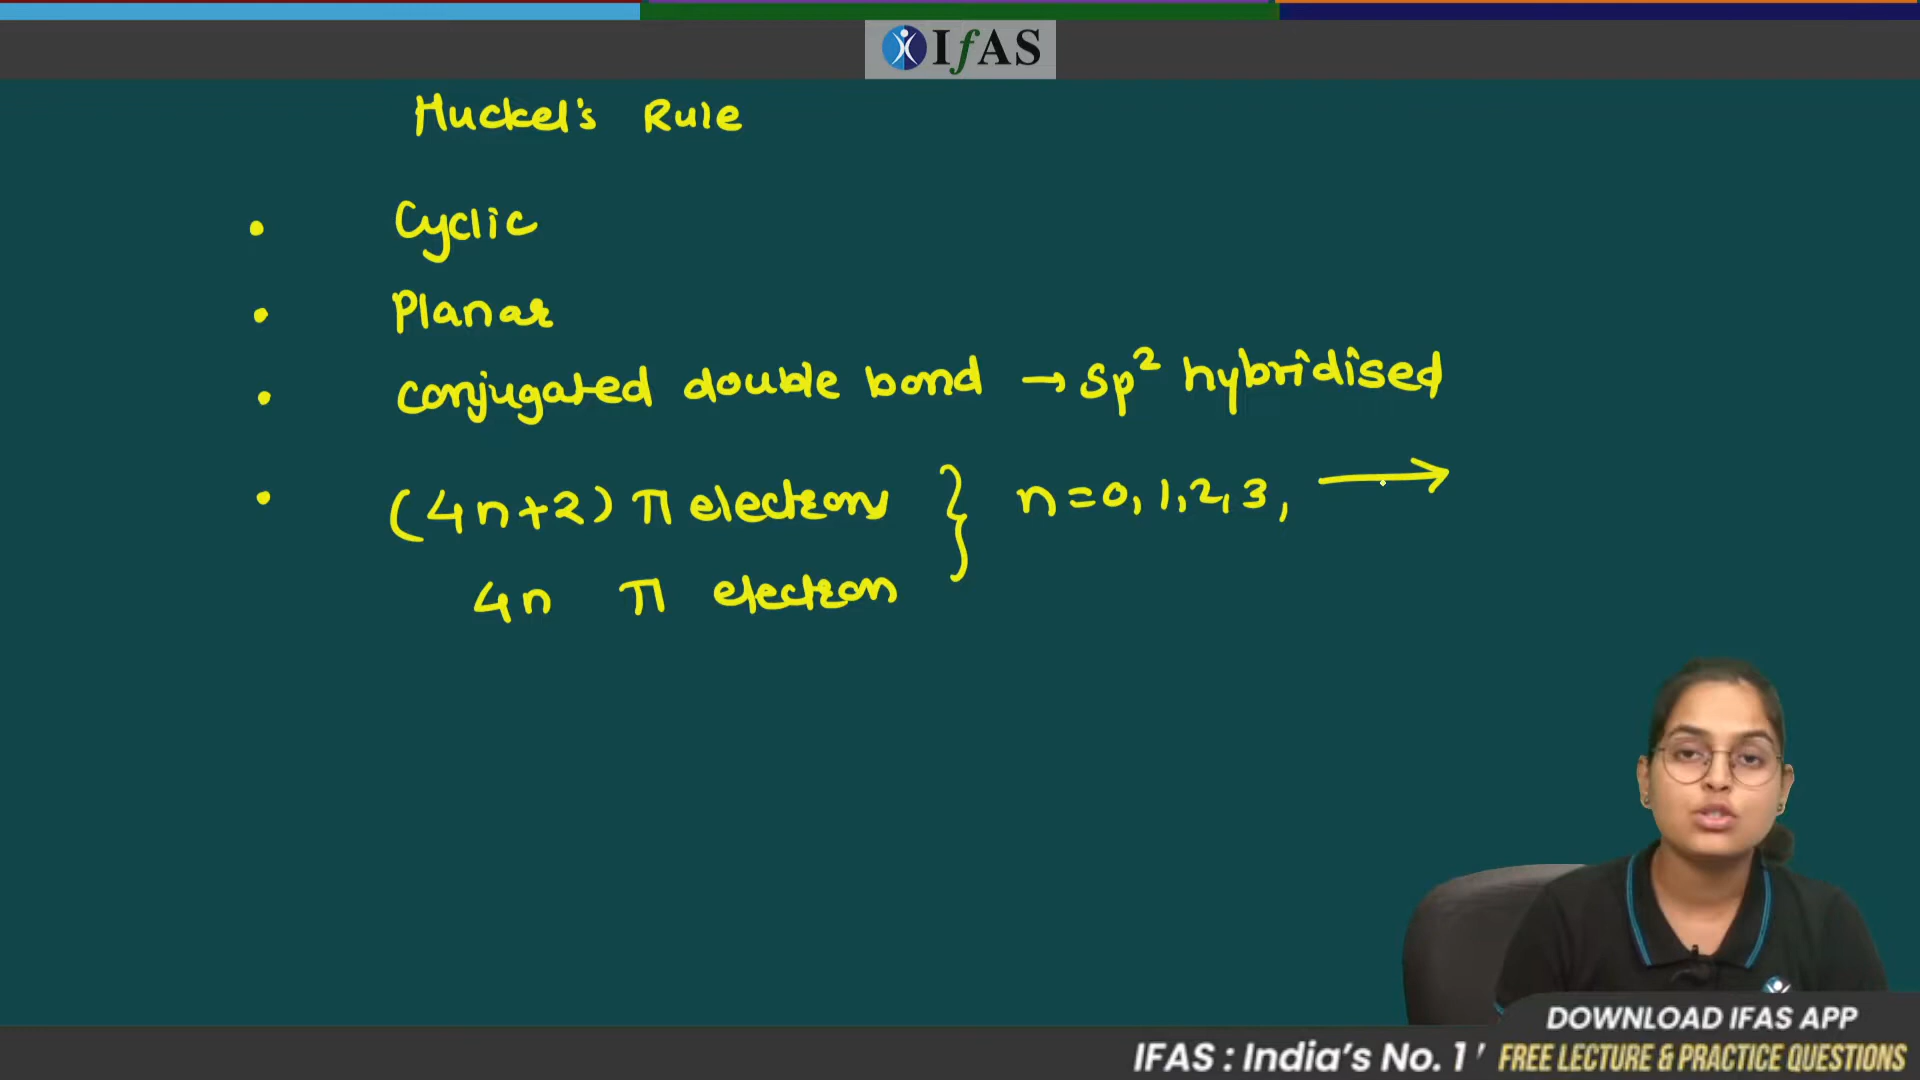 IfAS
Huckel's Rule
• Cyclic
• Planar
• conjugated double bond → sp² hybridised
• (4n+2) π electrons } n=0, 1, 2, 3, →
4n π electron
DOWNLOAD IFAS APP
IFAS : India's No. 1 '
FREE LECTURE & PRACTICE QUESTIONS